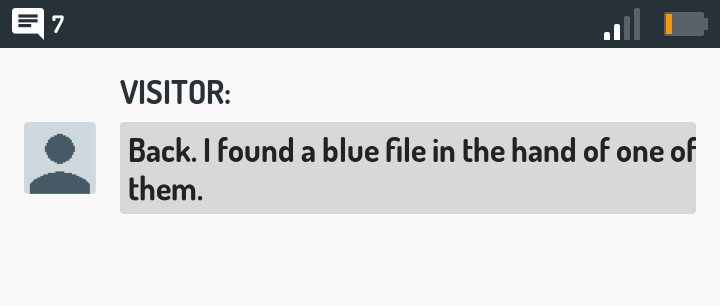 7
VISITOR:
Back. I found a blue file in the hand of one of
them.